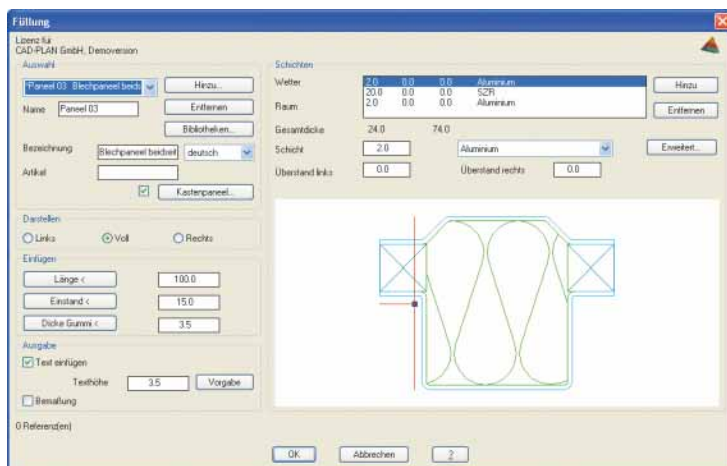 Füllung
Lizenz für
CAD-PLAN GmbH, Demoversion
Auswahl
*Paneel 03 Blechpaneel beids
Hinzu...
Name Paneel 03
Entfernen
Bibliotheken...
Bezeichnung Blechpaneel beidseit deutsch
Artikel
Kastenpaneel...
Darstellen
Links Voll Rechts
Einfügen
Länge < 100.0
Einstand < 15.0
Dicke Gummi < 3.5
Ausgabe
Text einfügen
Texthöhe 3.5 Vorgabe
Bemaßung
0 Referenz(en)
Schichten
Wetter 2.0 0.0 0.0 Aluminium
20.0 0.0 0.0 SZR
Raum 2.0 0.0 0.0 Aluminium
Hinzu
Entfernen
Gesamtdicke 24.0 74.0
Schicht 2.0 Aluminium Erweitert...
Überstand links 0.0 Überstand rechts 0.0
OK Abbrechen ?